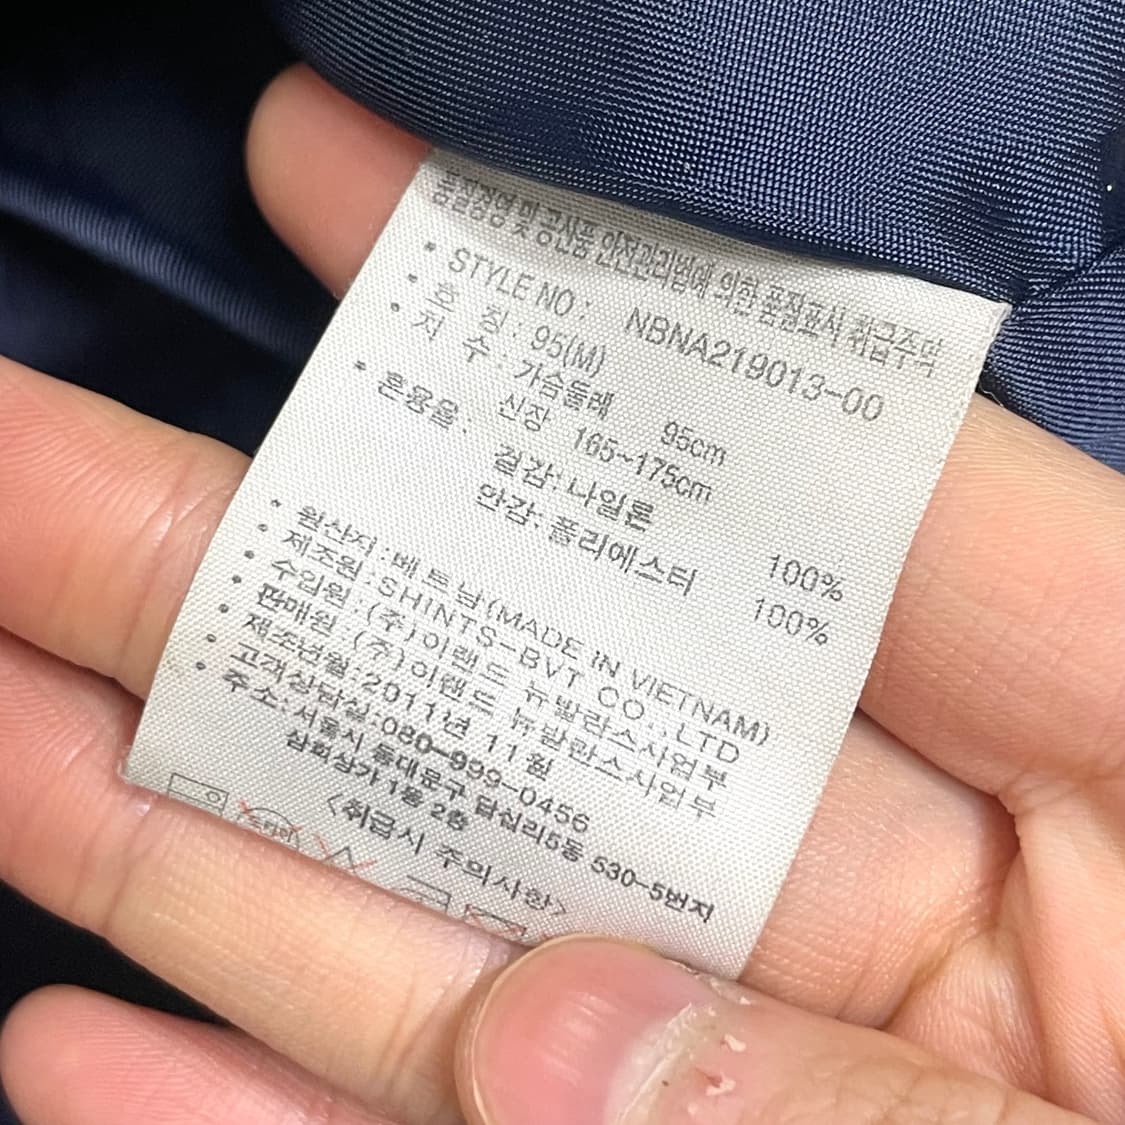 품질경영 및 공산품 안전관리법에 의한 품질표시 취급주의
• STYLE NO : NBNA219013-00
• 호 칭 : 95(M)
• 지 수 : 가슴둘레 95cm
신장 165~175cm
• 혼용율 : 겉감: 나일론 100%
안감: 폴리에스터 100%
• 원산지 : 베트남(MADE IN VIETNAM)
• 제조원 : SHINTS-BVT CO.,LTD
• 수입원 : (주)이랜드 뉴발란스사업부
• 판매원 : (주)이랜드 뉴발란스사업부
• 제조년월:2011년 11월
• 고객상담실:080-999-0456
주소: 서울시 동대문구 답십리5동 530-5번지
삼희상가 1동 2층
<취급시 주의사항>